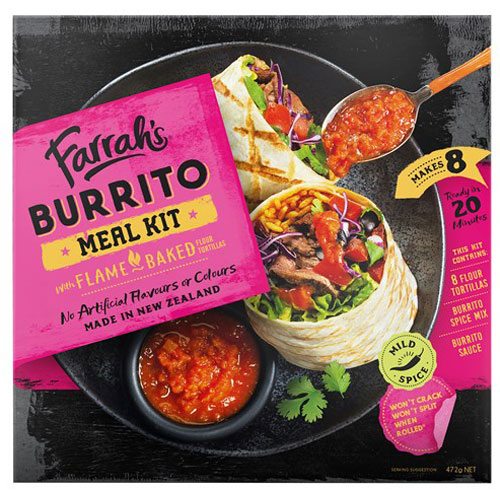 Farrah's®
BURRITO
MEAL KIT
With FLAME BAKED FLOUR TORTILLAS
No Artificial Flavours or Colours
MADE IN NEW ZEALAND
MAKES 8
Ready in
20
Minutes
THIS KIT
CONTAINS:
8 FLOUR
TORTILLAS
BURRITO
SPICE MIX
BURRITO
SAUCE
MILD
SPICE
WON'T CRACK
WON'T SPLIT
WHEN
ROLLED*
SERVING SUGGESTION
472g NET